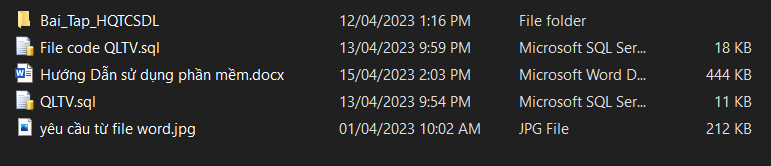 Bai_Tap_HQTCSDL 12/04/2023 1:16 PM File folder
File code QLTV.sql 13/04/2023 9:59 PM Microsoft SQL Ser... 18 KB
Hướng Dẫn sử dụng phần mềm.docx 15/04/2023 2:03 PM Microsoft Word D... 444 KB
QLTV.sql 13/04/2023 9:54 PM Microsoft SQL Ser... 11 KB
yêu cầu từ file word.jpg 01/04/2023 10:02 AM JPG File 212 KB